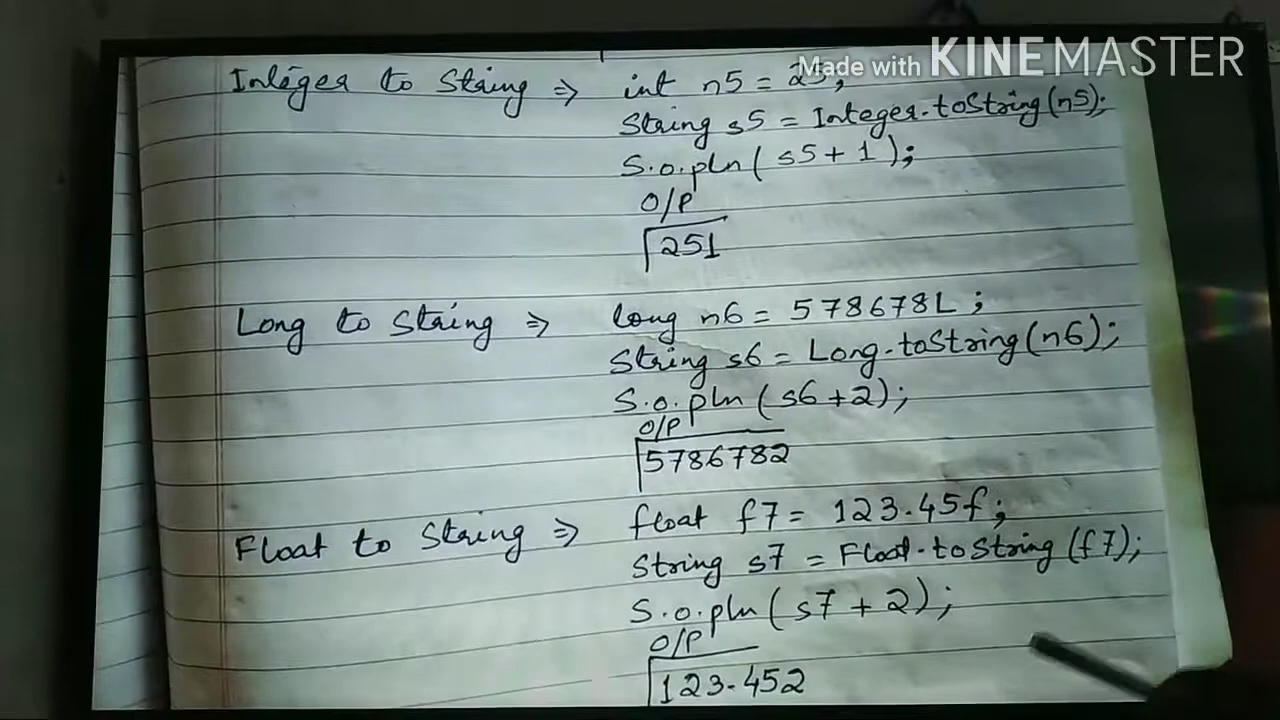 Made with KINEMASTER
Integer to String ⇒ int n5 = 25;
String s5 = Integer.toString(n5);
S.o.pln(s5+1);
O/P
251
Long to String ⇒ long n6 = 578678L;
String s6 = Long.toString(n6);
S.o.pln(s6+2);
O/P
5786782
Float to String ⇒ float f7 = 123.45f;
String s7 = Float.toString(f7);
S.o.pln(s7+2);
O/P
123.452